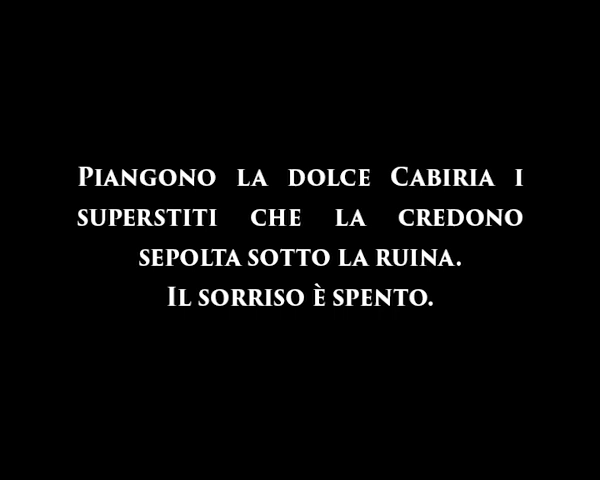 Piangono la dolce Cabiria i
superstiti che la credono
sepolta sotto la ruina.
Il sorriso è spento.